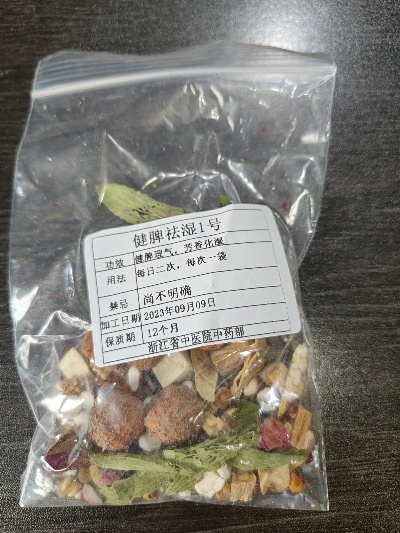 健脾祛湿1号
功效 健脾理气，芳香化湿
用法 每日二次，每次一袋
禁忌 尚不明确
加工日期 2023年09月09日
保质期 12个月
浙江省中医院中药部